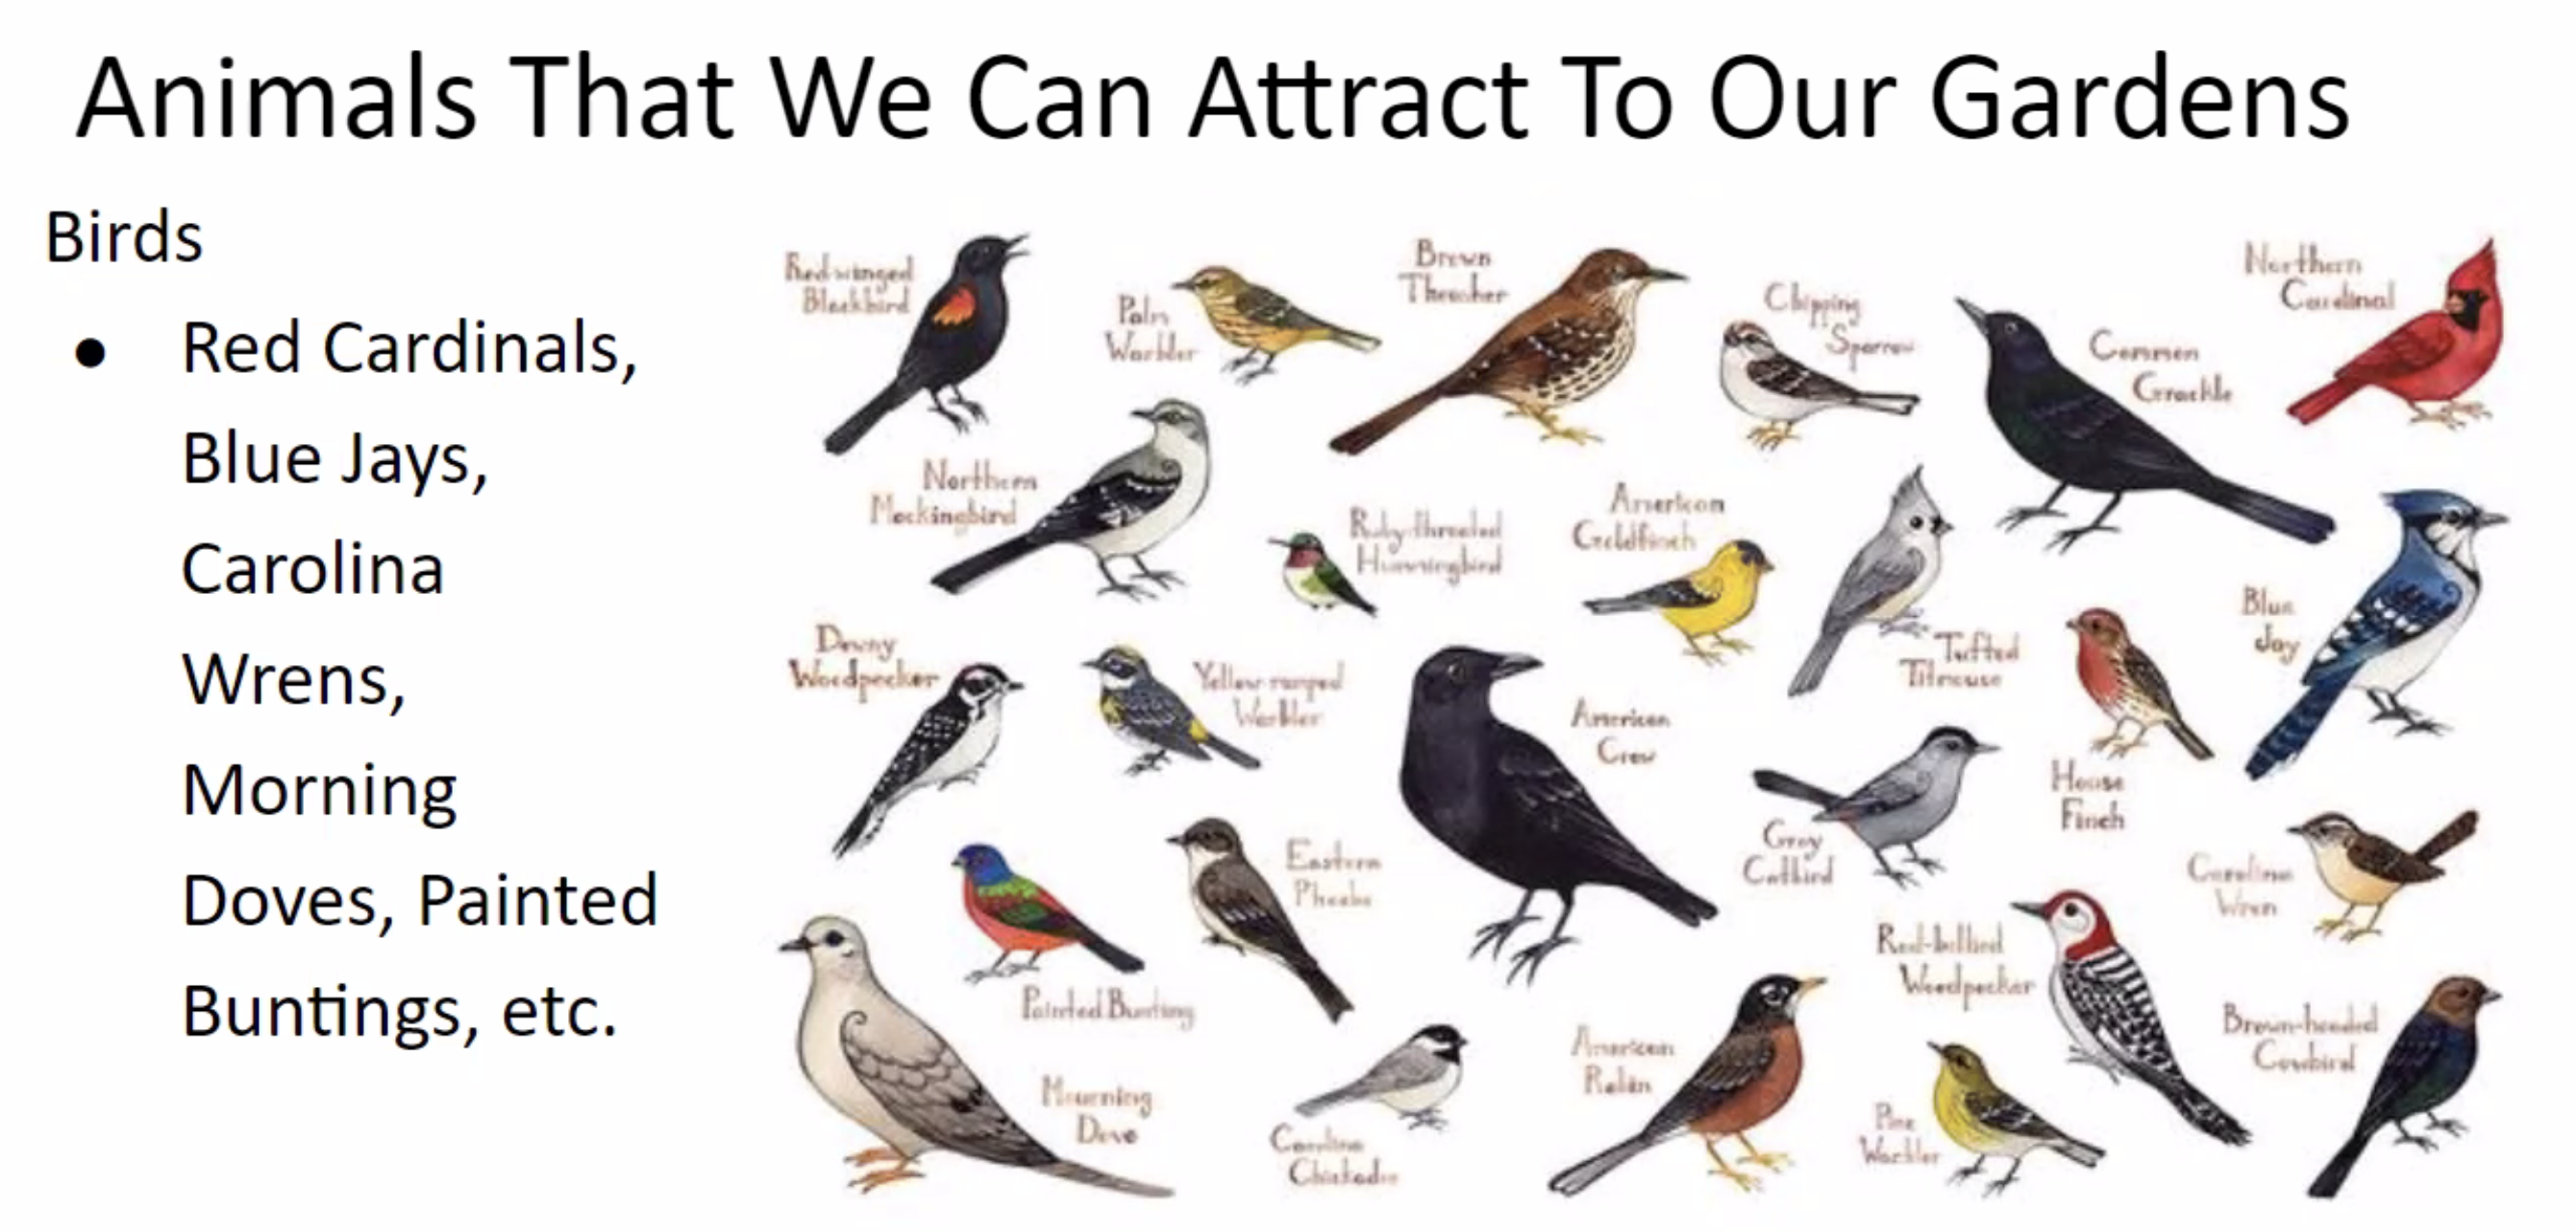 Animals That We Can Attract To Our Gardens
Birds
● Red Cardinals,
Blue Jays,
Carolina
Wrens,
Morning
Doves, Painted
Buntings, etc.
Red-winged
Blackbird
Palm
Warbler
Brown
Thrasher
Chipping
Sparrow
Common
Grackle
Northern
Cardinal
Northern
Mockingbird
Ruby-throated
Hummingbird
American
Goldfinch
Tufted
Titmouse
Blue
Jay
Downy
Woodpecker
Yellow-rumped
Warbler
American
Crow
House
Finch
Gray
Catbird
Eastern
Phoebe
Carolina
Wren
Painted Bunting
Red-bellied
Woodpecker
Mourning
Dove
Carolina
Chickadee
American
Robin
Pine
Warbler
Brown-headed
Cowbird